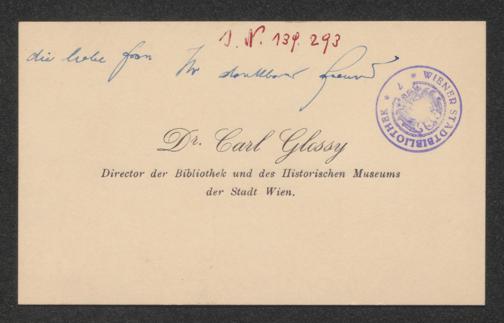 J. N. 139.293
die liebe Frau Ihr dankbarer Freund
Dr. Carl Glossy
Director der Bibliothek und des Historischen Museums
der Stadt Wien.
* WIENER STADTBIBLIOTHEK * 7